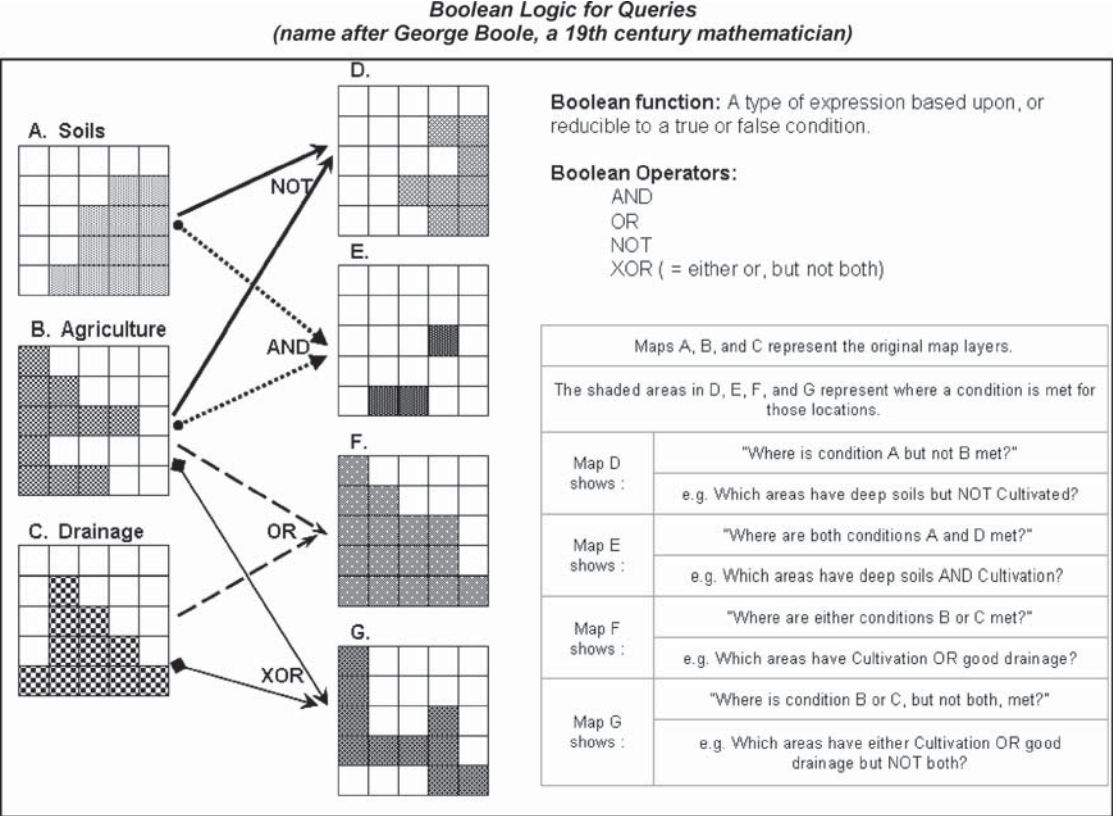 Boolean Logic for Queries
(name after George Boole, a 19th century mathematician)
A. Soils
B. Agriculture
C. Drainage
NOT
AND
OR
XOR
D.
E.
F.
G.
Boolean function: A type of expression based upon, or
reducible to a true or false condition.
Boolean Operators:
AND
OR
NOT
XOR ( = either or, but not both)
Maps A, B, and C represent the original map layers.
The shaded areas in D, E, F, and G represent where a condition is met for
those locations.
Map D
shows :
"Where is condition A but not B met?"
e.g. Which areas have deep soils but NOT Cultivated?
Map E
shows :
"Where are both conditions A and D met?"
e.g. Which areas have deep soils AND Cultivation?
Map F
shows :
"Where are either conditions B or C met?"
e.g. Which areas have Cultivation OR good drainage?
Map G
shows :
"Where is condition B or C, but not both, met?"
e.g. Which areas have either Cultivation OR good
drainage but NOT both?